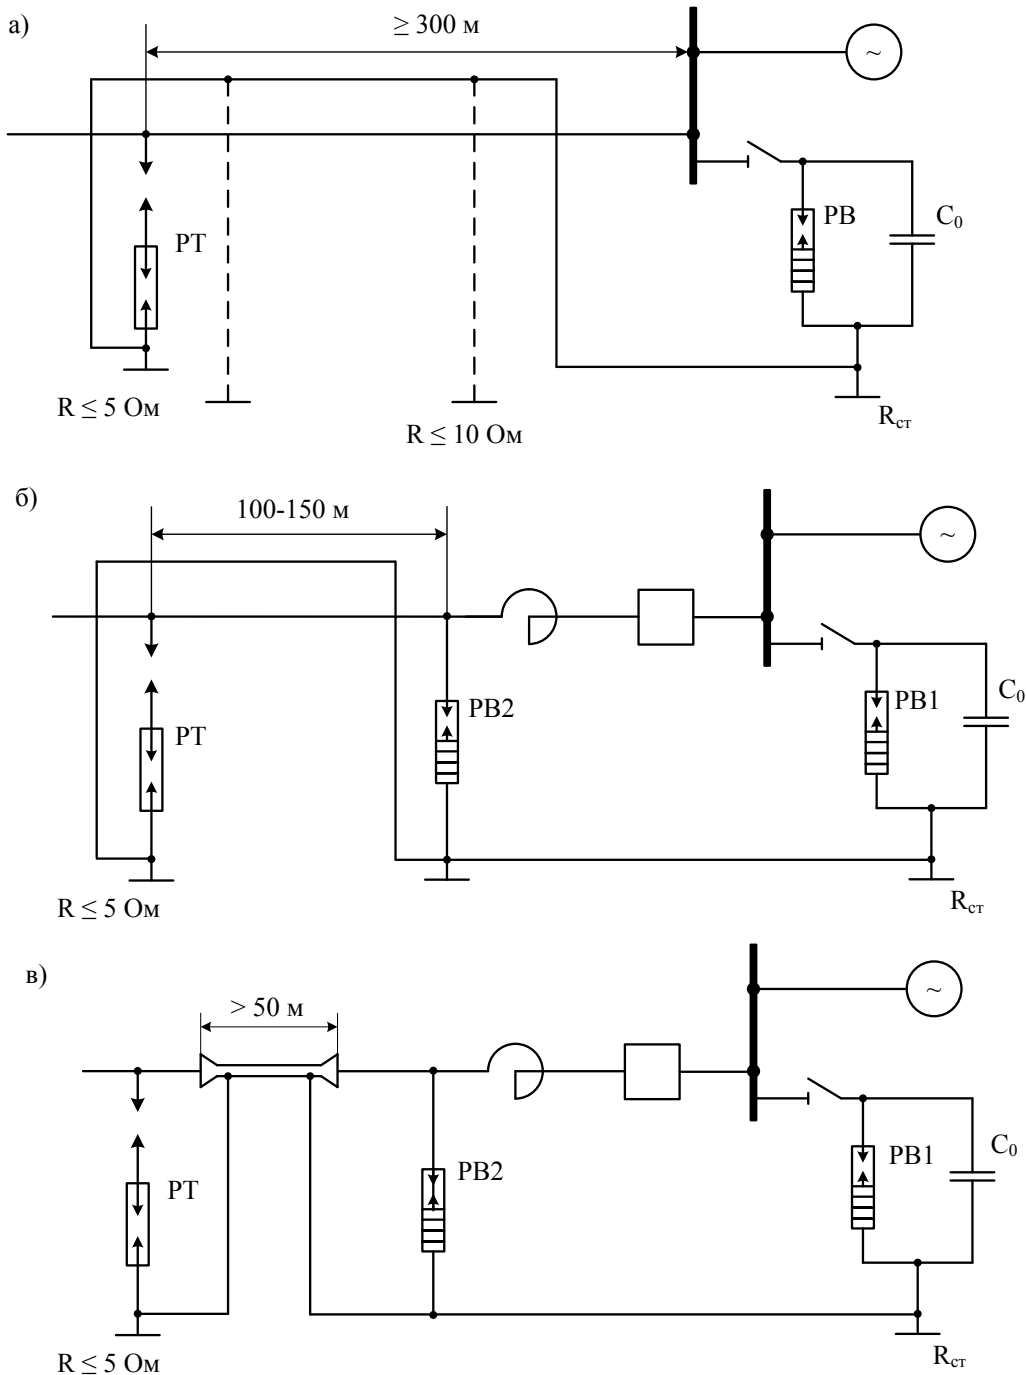 а)
≥ 300 м
~
РТ
РВ
C₀
R ≤ 5 Ом
R ≤ 10 Ом
Rст
б)
100-150 м
~
РТ
РВ2
РВ1
C₀
R ≤ 5 Ом
Rст
в)
> 50 м
~
РТ
РВ2
РВ1
C₀
R ≤ 5 Ом
Rст